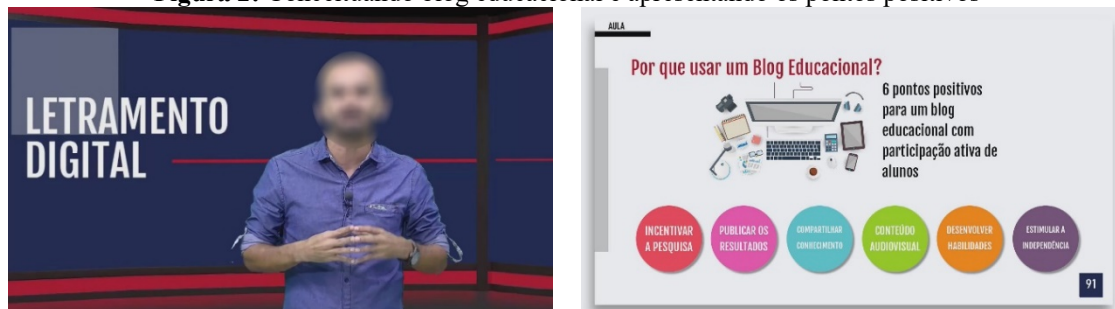 LETRAMENTO
DIGITAL
AULA
Por que usar um Blog Educacional?
6 pontos positivos
para um blog
educacional com
participação ativa de
alunos
INCENTIVAR
A PESQUISA
PUBLICAR OS
RESULTADOS
COMPARTILHAR
CONHECIMENTO
CONTEÚDO
AUDIOVISUAL
DESENVOLVER
HABILIDADES
ESTIMULAR A
INDEPENDÊNCIA
91